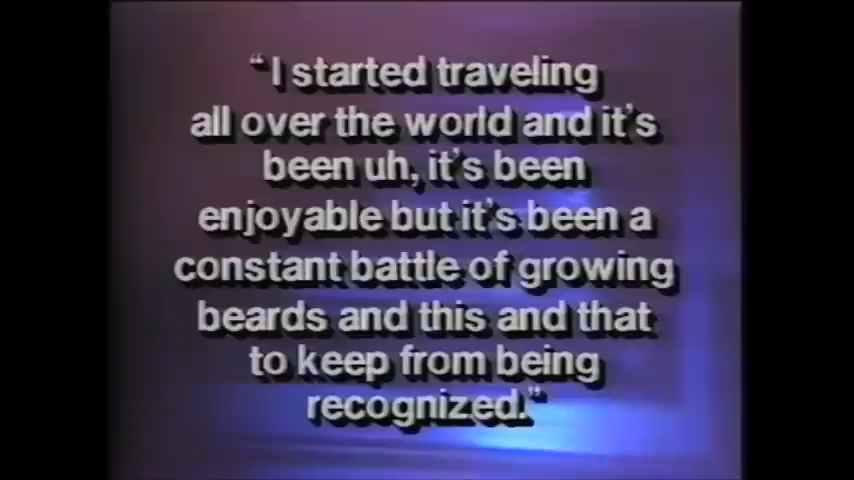 “I started traveling
all over the world and it's
been uh, it's been
enjoyable but it's been a
constant battle of growing
beards and this and that
to keep from being
recognized.”